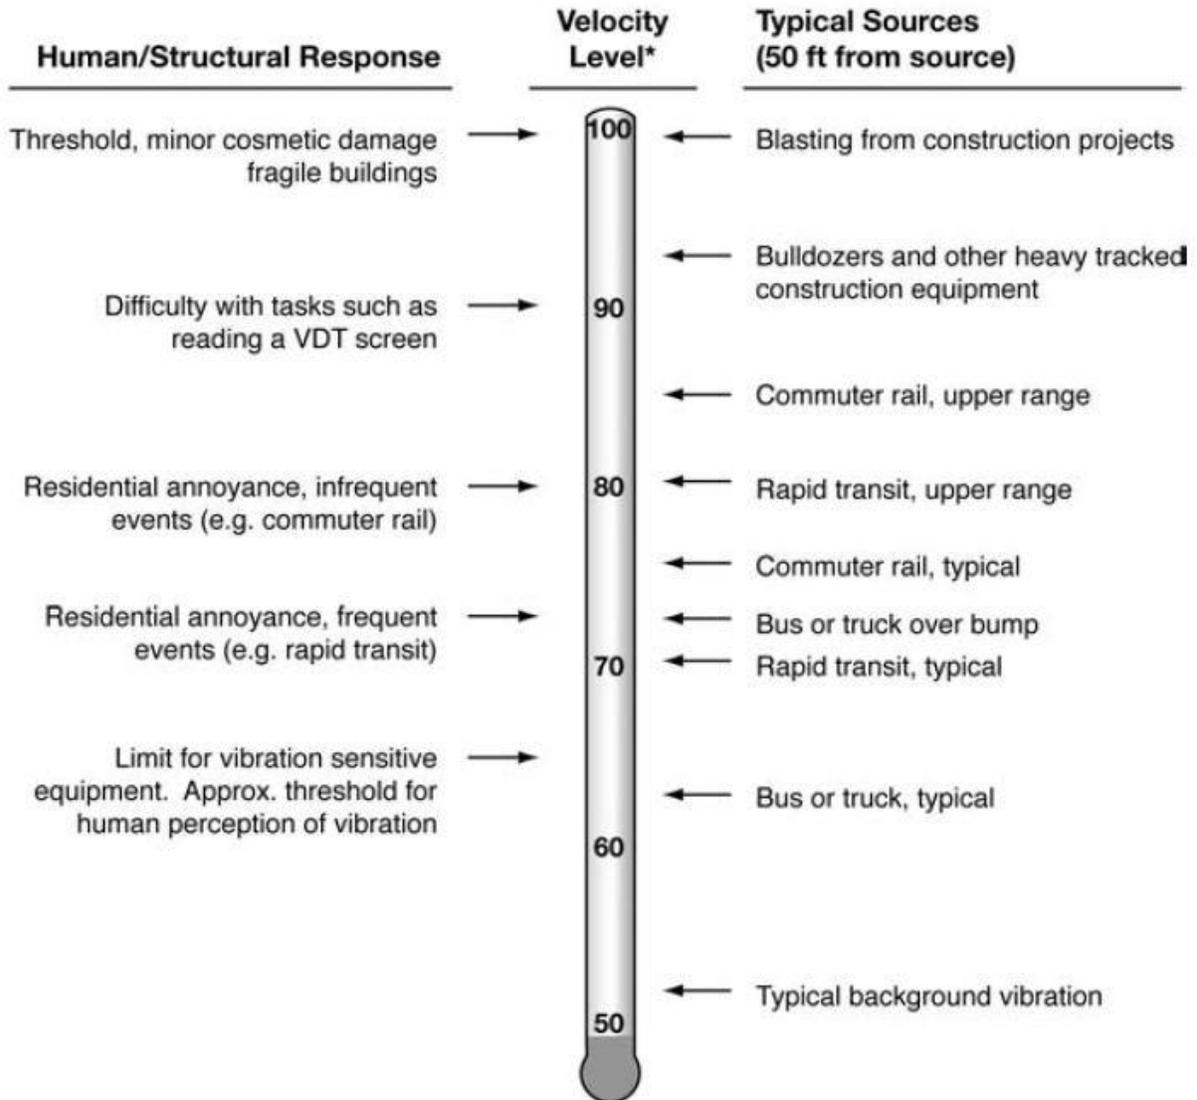 Human/Structural Response
Velocity
Level*
Typical Sources
(50 ft from source)
Threshold, minor cosmetic damage
fragile buildings
100
Blasting from construction projects
Bulldozers and other heavy tracked
construction equipment
Difficulty with tasks such as
reading a VDT screen
90
Commuter rail, upper range
Residential annoyance, infrequent
events (e.g. commuter rail)
80
Rapid transit, upper range
Commuter rail, typical
Residential annoyance, frequent
events (e.g. rapid transit)
Bus or truck over bump
70
Rapid transit, typical
Limit for vibration sensitive
equipment. Approx. threshold for
human perception of vibration
Bus or truck, typical
60
Typical background vibration
50